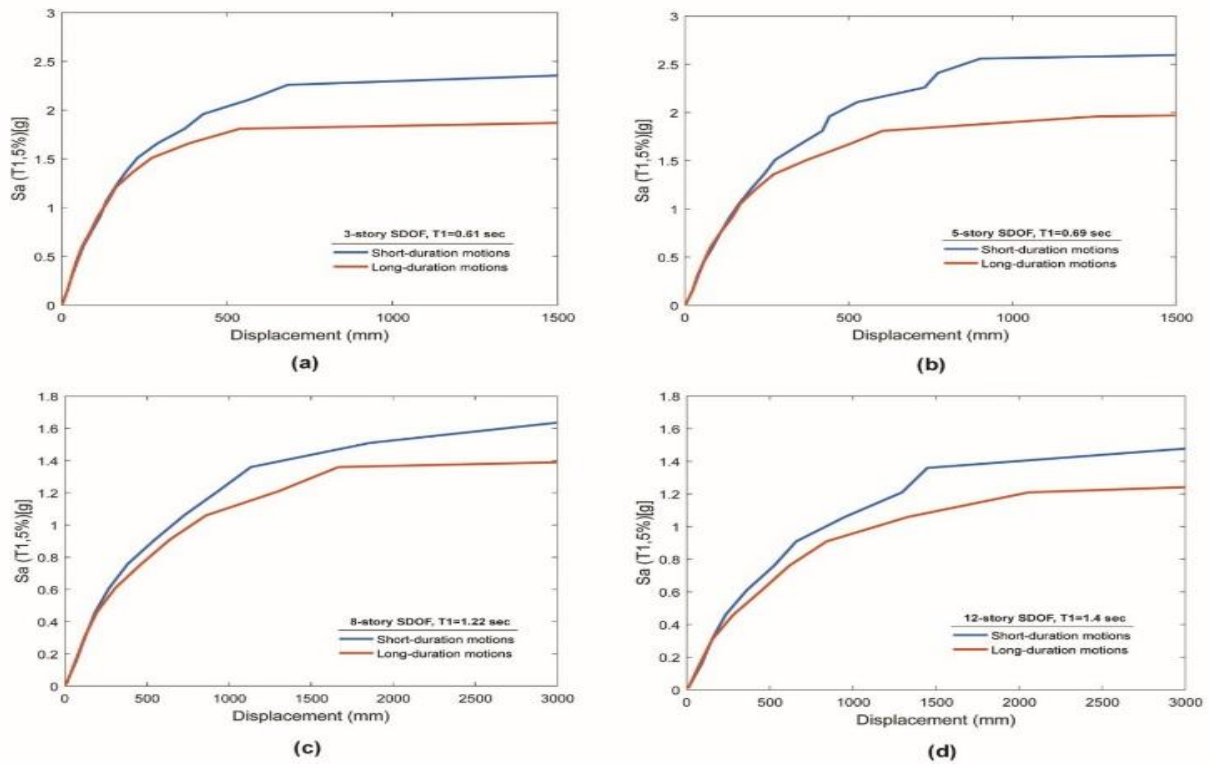 3
2.5
2
1.5
1
0.5
0
Sa (T1,5%)[g]
3-story SDOF, T1=0.61 sec
Short-duration motions
Long-duration motions
0 500 1000 1500
Displacement (mm)
(a)
3
2.5
2
1.5
1
0.5
0
Sa (T1,5%)[g]
5-story SDOF, T1=0.69 sec
Short-duration motions
Long-duration motions
0 500 1000 1500
Displacement (mm)
(b)
1.8
1.6
1.4
1.2
1
0.8
0.6
0.4
0.2
0
Sa (T1,5%)[g]
8-story SDOF, T1=1.22 sec
Short-duration motions
Long-duration motions
0 500 1000 1500 2000 2500 3000
Displacement (mm)
(c)
1.8
1.6
1.4
1.2
1
0.8
0.6
0.4
0.2
0
Sa (T1,5%)[g]
12-story SDOF, T1=1.4 sec
Short-duration motions
Long-duration motions
0 500 1000 1500 2000 2500 3000
Displacement (mm)
(d)